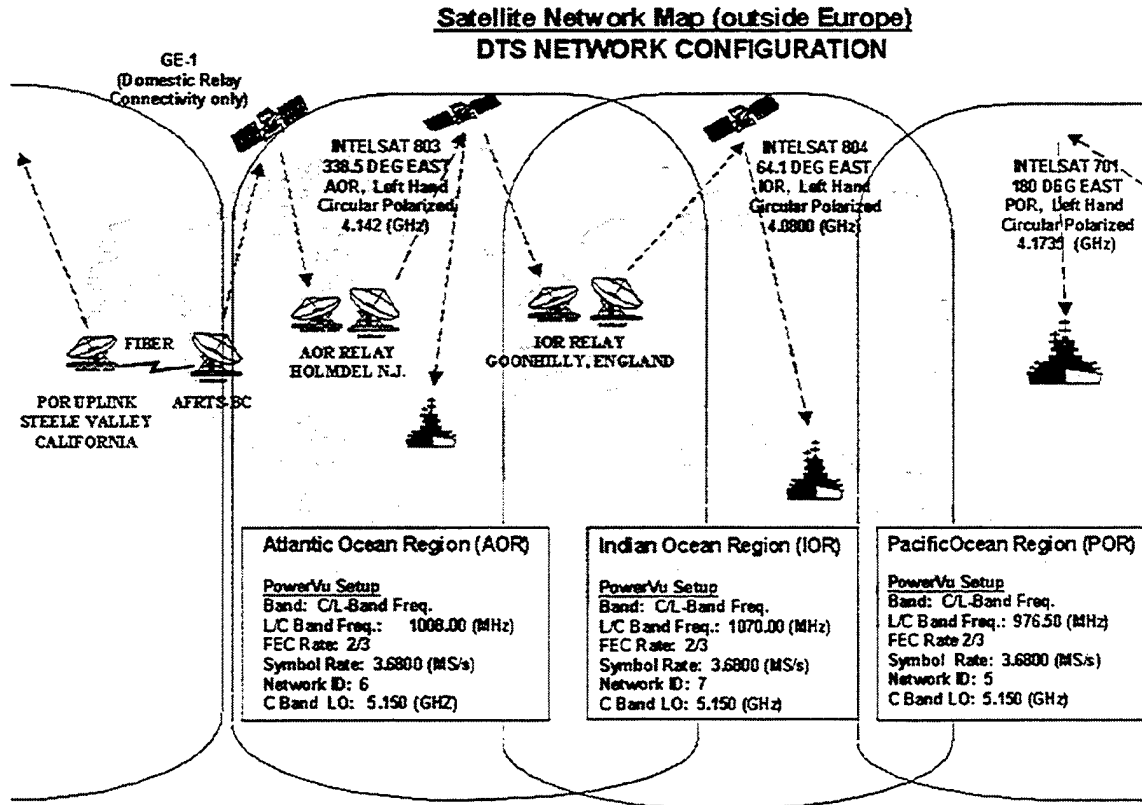 Satellite Network Map (outside Europe)
DTS NETWORK CONFIGURATION
GE-1
(Domestic Relay
Connectivity only)
INTELSAT 803
338.5 DEG EAST
AOR, Left Hand
Circular Polarized
4.142 (GHz)
INTELSAT 804
64.1 DEG EAST
IOR, Left Hand
Circular Polarized
4.0800 (GHz)
INTELSAT 701
180 DEG EAST
POR, Left Hand
Circular Polarized
4.1735 (GHz)
FIBER
POR UPLINK
STEELE VALLEY
CALIFORNIA
AFRTS-BC
AOR RELAY
HOLMDEL N.J.
IOR RELAY
GOONHILLY, ENGLAND
Atlantic Ocean Region (AOR)
PowerVu Setup
Band: C/L-Band Freq.
L/C Band Freq.: 1008.00 (MHz)
FEC Rate: 2/3
Symbol Rate: 3.6800 (MS/s)
Network ID: 6
C Band LO: 5.150 (GHZ)
Indian Ocean Region (IOR)
PowerVu Setup
Band: C/L-Band Freq.
L/C Band Freq.: 1070.00 (MHz)
FEC Rate: 2/3
Symbol Rate: 3.6800 (MS/s)
Network ID: 7
C Band LO: 5.150 (GHz)
PacificOcean Region (POR)
PowerVu Setup
Band: C/L-Band Freq.
L/C Band Freq.: 976.50 (MHz)
FEC Rate 2/3
Symbol Rate: 3.6800 (MS/s)
Network ID: 5
C Band LO: 5.150 (GHz)